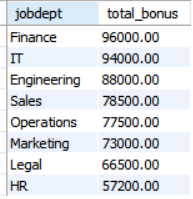 jobdept total_bonus
Finance 96000.00
IT 94000.00
Engineering 88000.00
Sales 78500.00
Operations 77500.00
Marketing 73000.00
Legal 66500.00
HR 57200.00